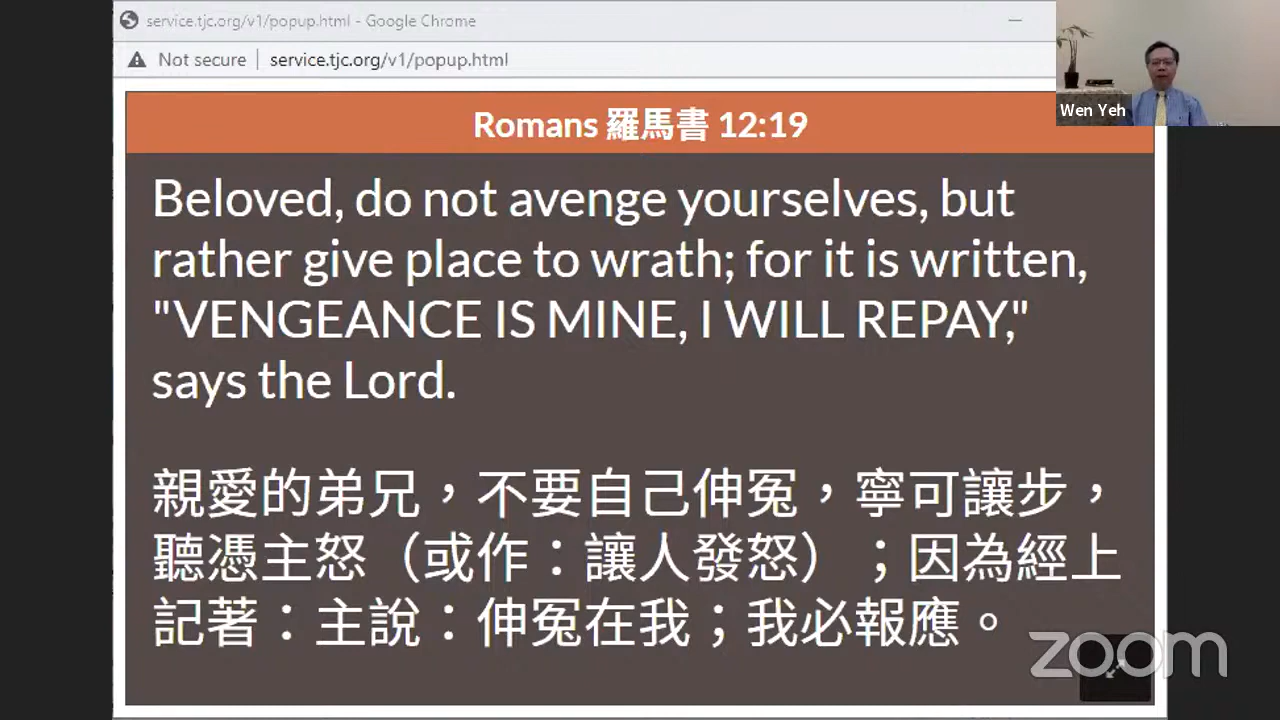 service.tjc.org/v1/popup.html - Google Chrome
Not secure | service.tjc.org/v1/popup.html
Wen Yeh
Romans 羅馬書 12:19
Beloved, do not avenge yourselves, but
rather give place to wrath; for it is written,
"VENGEANCE IS MINE, I WILL REPAY,"
says the Lord.
親愛的弟兄，不要自己伸冤，寧可讓步，
聽憑主怒（或作：讓人發怒）；因為經上
記著：主說：伸冤在我；我必報應。
zoom